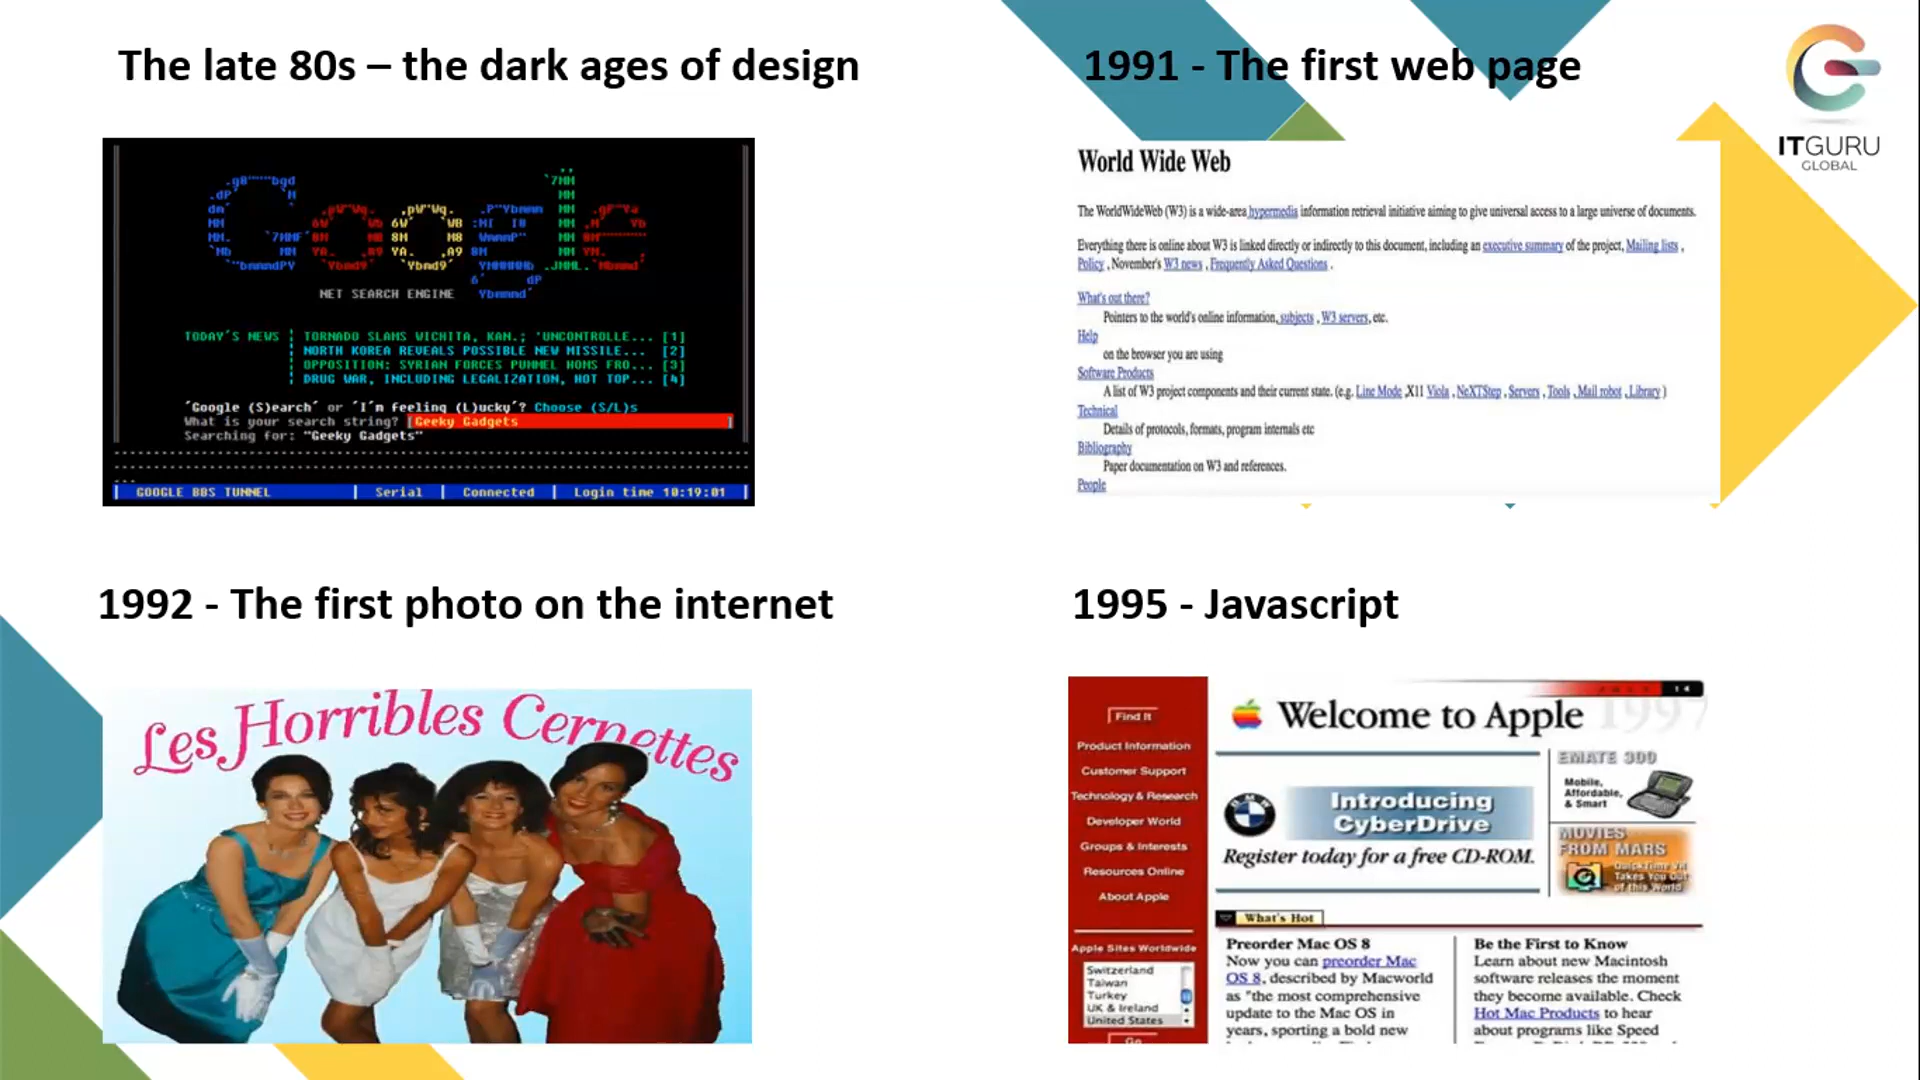 The late 80s – the dark ages of design
1991 - The first web page
ITGURU
GLOBAL
Google
NET SEARCH ENGINE
TODAY'S NEWS
TORNADO SLAMS WICHITA, KAN.; 'UNCONTROLLE... [1]
NORTH KOREA REVEALS POSSIBLE NEW MISSILE... [2]
OPPOSITION: SYRIAN FORCES PUMMEL HOMS FRO... [3]
DRUG WAR, INCLUDING LEGALIZATION, HOT TOP... [4]
'Google (S)earch' or 'I'm feeling (L)ucky'? Choose (S/L)s
What is your search string? [Geeky Gadgets ]
Searching for: "Geeky Gadgets"
GOOGLE BBS TUNNEL | Serial | Connected | Login time 10:19:01
World Wide Web
The WorldWideWeb (W3) is a wide-area hypermedia information retrieval initiative aiming to give universal access to a large universe of documents.
Everything there is online about W3 is linked directly or indirectly to this document, including an executive summary of the project, Mailing lists ,
Policy , November's W3 news , Frequently Asked Questions .
What's out there?
Pointers to the world's online information, subjects , W3 servers, etc.
Help
on the browser you are using
Software Products
A list of W3 project components and their current state. (e.g. Line Mode ,X11 Viola , NeXTStep , Servers , Tools , Mail robot , Library )
Technical
Details of protocols, formats, program internals etc
Bibliography
Paper documentation on W3 and references.
People
1992 - The first photo on the internet
Les Horribles Cernettes
1995 - Javascript
Find It
Product Information
Customer Support
Technology & Research
Developer World
Groups & Interests
Resources Online
About Apple
Apple Sites Worldwide
Switzerland
Taiwan
Turkey
UK & Ireland
United States
Go
14
1997
Welcome to Apple
BMW
Introducing
CyberDrive
Register today for a free CD-ROM.
EMATE 300
Mobile,
Affordable,
& Smart
MOVIES
FROM MARS
QuickTime VR
Takes You Out
of this World
What's Hot
Preorder Mac OS 8
Now you can preorder Mac
OS 8, described by Macworld
as "the most comprehensive
update to the Mac OS in
years, sporting a bold new
Be the First to Know
Learn about new Macintosh
software releases the moment
they become available. Check
Hot Mac Products to hear
about programs like Speed